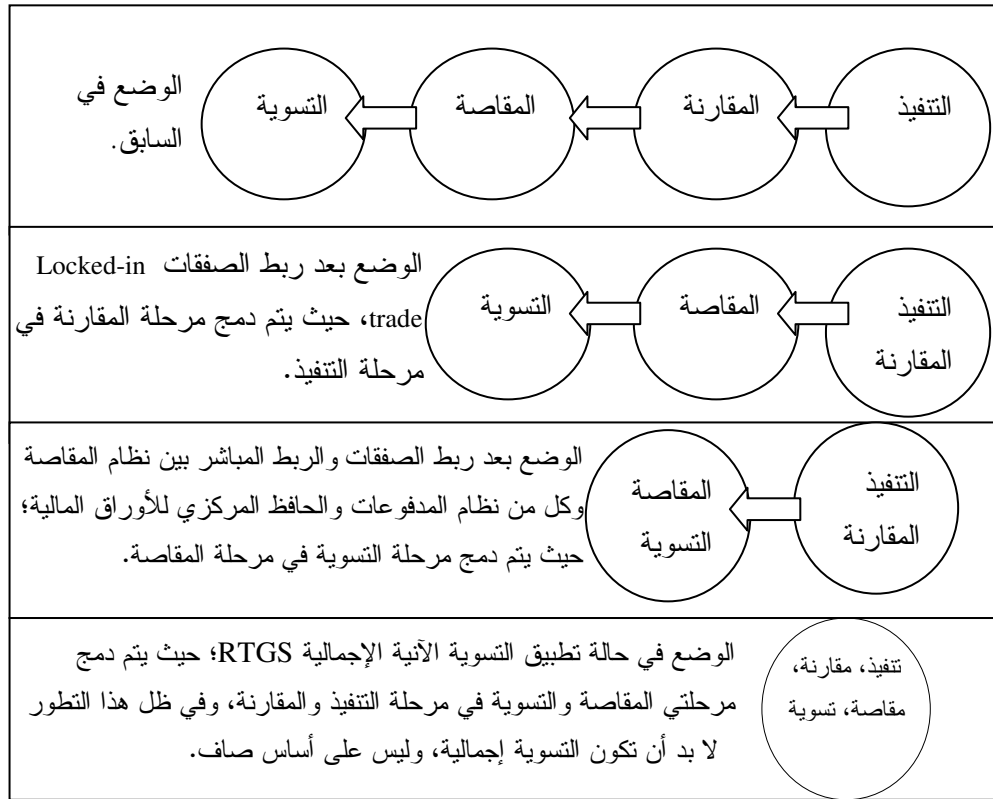 التنفيذ
المقارنة
المقاصة
التسوية
الوضع في
السابق.
التنفيذ
المقارنة
المقاصة
التسوية
الوضع بعد ربط الصفقات Locked-in
trade، حيث يتم دمج مرحلة المقارنة في
مرحلة التنفيذ.
التنفيذ
المقارنة
المقاصة
التسوية
الوضع بعد ربط الصفقات والربط المباشر بين نظام المقاصة
وكل من نظام المدفوعات والحافظ المركزي للأوراق المالية؛
حيث يتم دمج مرحلة التسوية في مرحلة المقاصة.
تنفيذ، مقارنة،
مقاصة، تسوية
الوضع في حالة تطبيق التسوية الآنية الإجمالية RTGS؛ حيث يتم دمج
مرحلتي المقاصة والتسوية في مرحلة التنفيذ والمقارنة، وفي ظل هذا التطور
لا بد أن تكون التسوية إجمالية، وليس على أساس صاف.